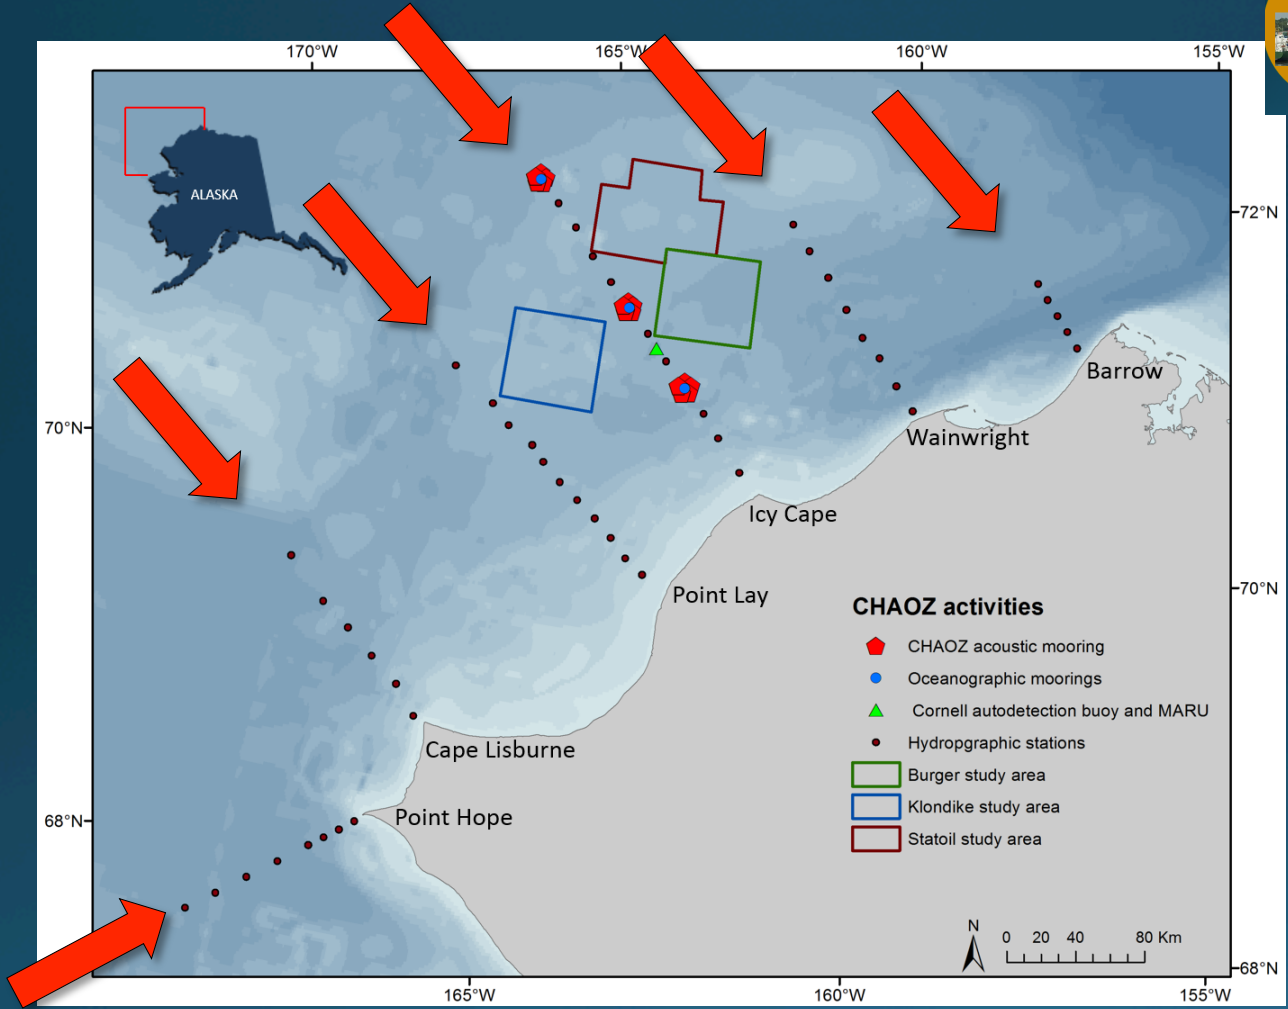 170°W
165°W
160°W
155°W
ALASKA
72°N
Barrow
70°N
Wainwright
Icy Cape
70°N
Point Lay
CHAOZ activities
CHAOZ acoustic mooring
Oceanographic moorings
Cornell autodetection buoy and MARU
Hydropgraphic stations
Cape Lisburne
Burger study area
Klondike study area
68°N
Point Hope
Statoil study area
N
0 20 40 80 Km
68°N
165°W
160°W
155°W